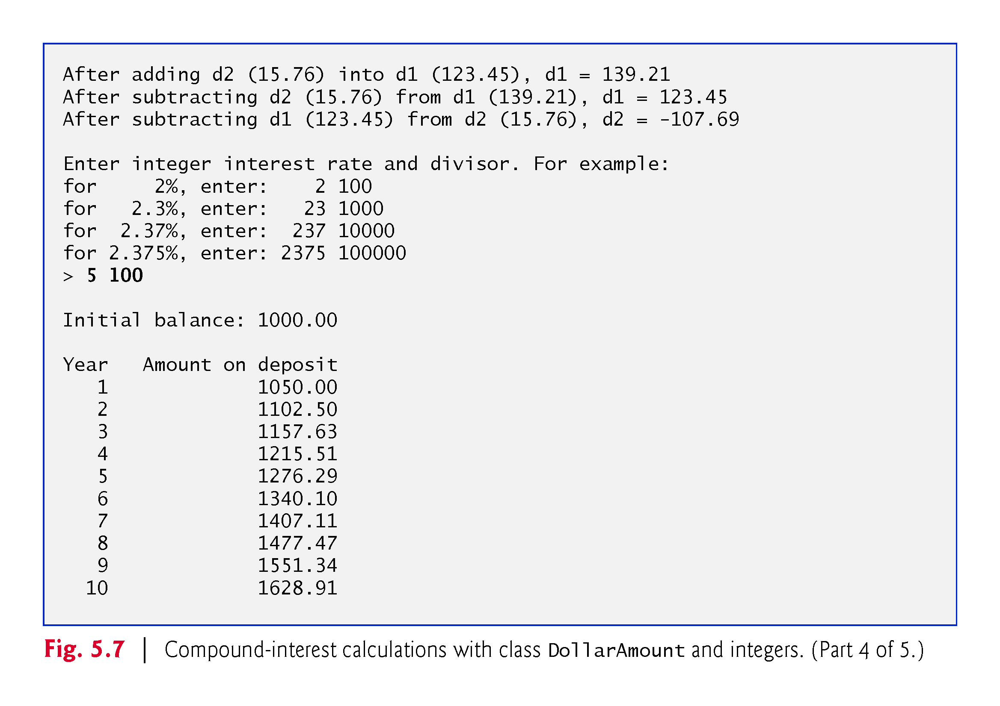 After adding d2 (15.76) into d1 (123.45), d1 = 139.21
After subtracting d2 (15.76) from d1 (139.21), d1 = 123.45
After subtracting d1 (123.45) from d2 (15.76), d2 = -107.69
Enter integer interest rate and divisor. For example:
for     2%, enter:    2 100
for   2.3%, enter:   23 1000
for  2.37%, enter:  237 10000
for 2.375%, enter: 2375 100000
> 5 100
Initial balance: 1000.00
Year   Amount on deposit
   1             1050.00
   2             1102.50
   3             1157.63
   4             1215.51
   5             1276.29
   6             1340.10
   7             1407.11
   8             1477.47
   9             1551.34
  10             1628.91
Fig. 5.7 | Compound-interest calculations with class DollarAmount and integers. (Part 4 of 5.)